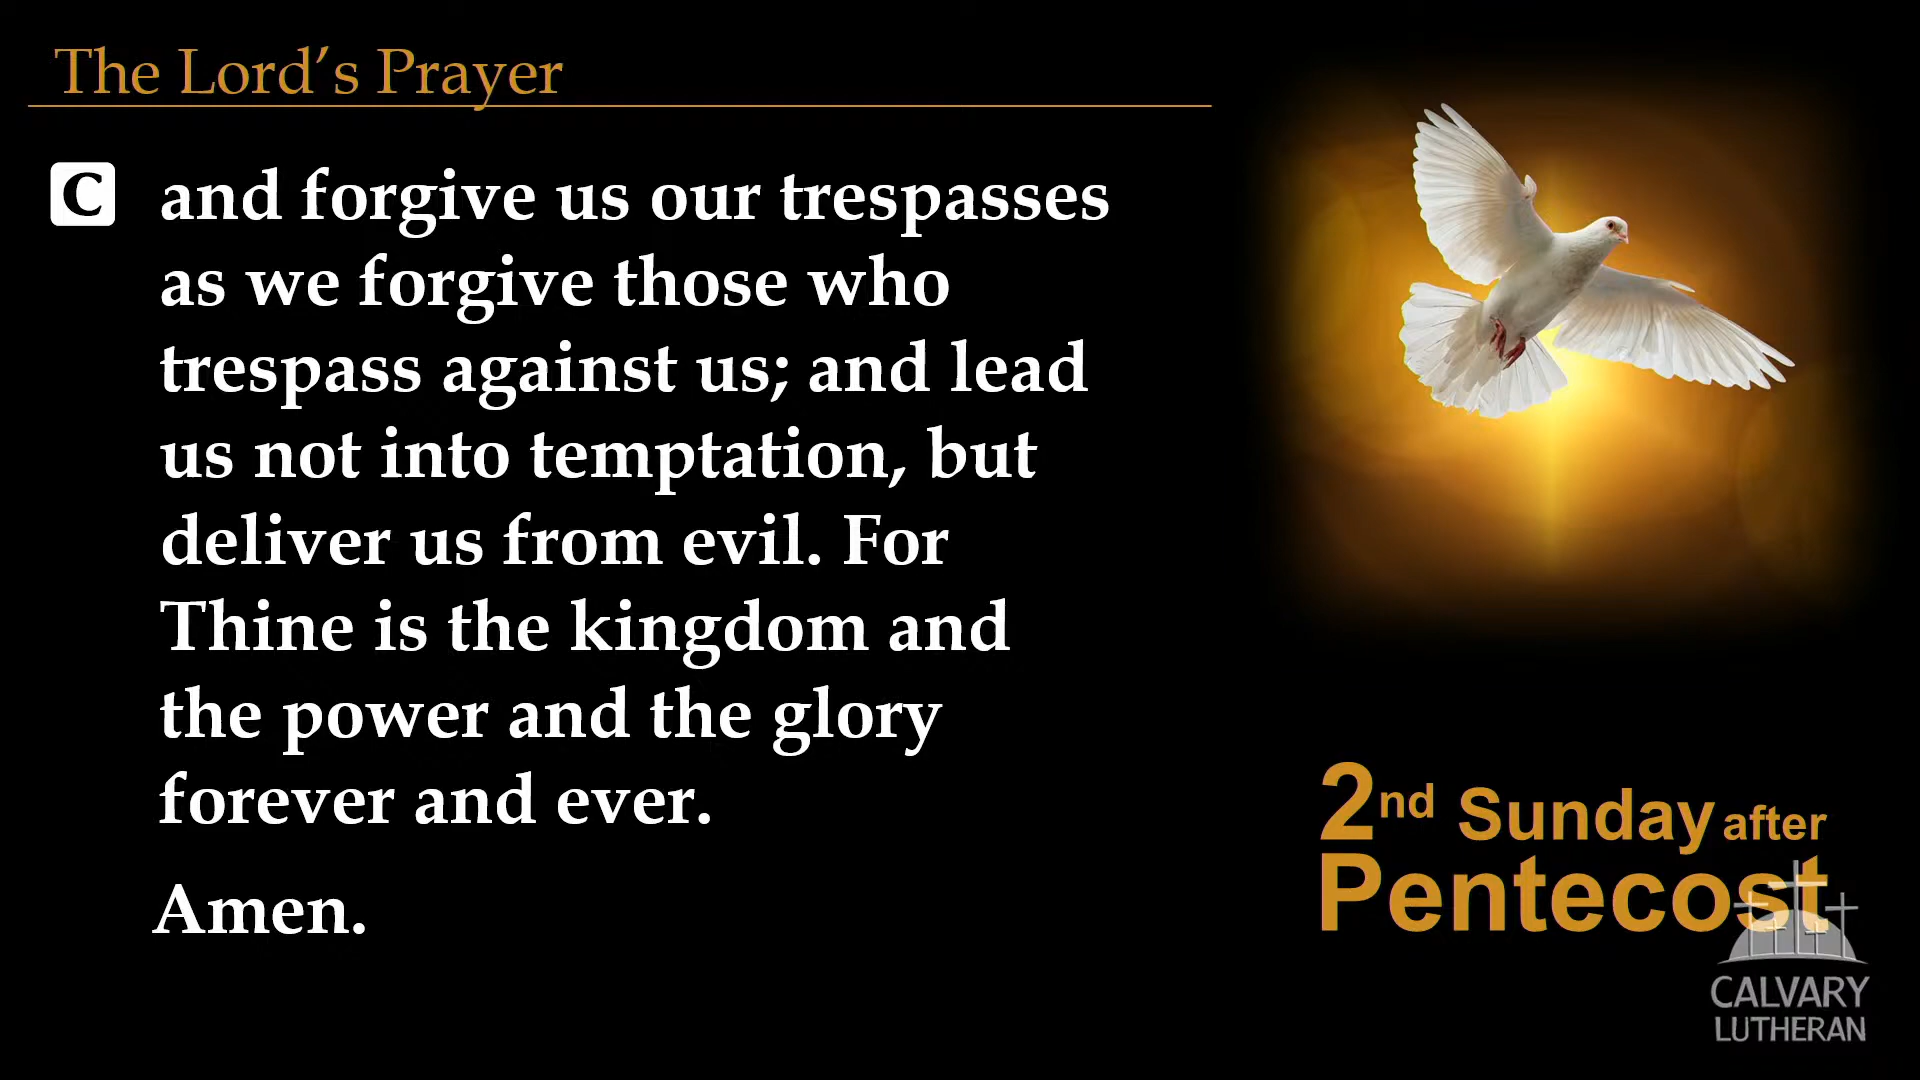 The Lord’s Prayer
C and forgive us our trespasses
as we forgive those who
trespass against us; and lead
us not into temptation, but
deliver us from evil. For
Thine is the kingdom and
the power and the glory
forever and ever.
Amen.
2nd Sunday after
Pentecost
CALVARY
LUTHERAN